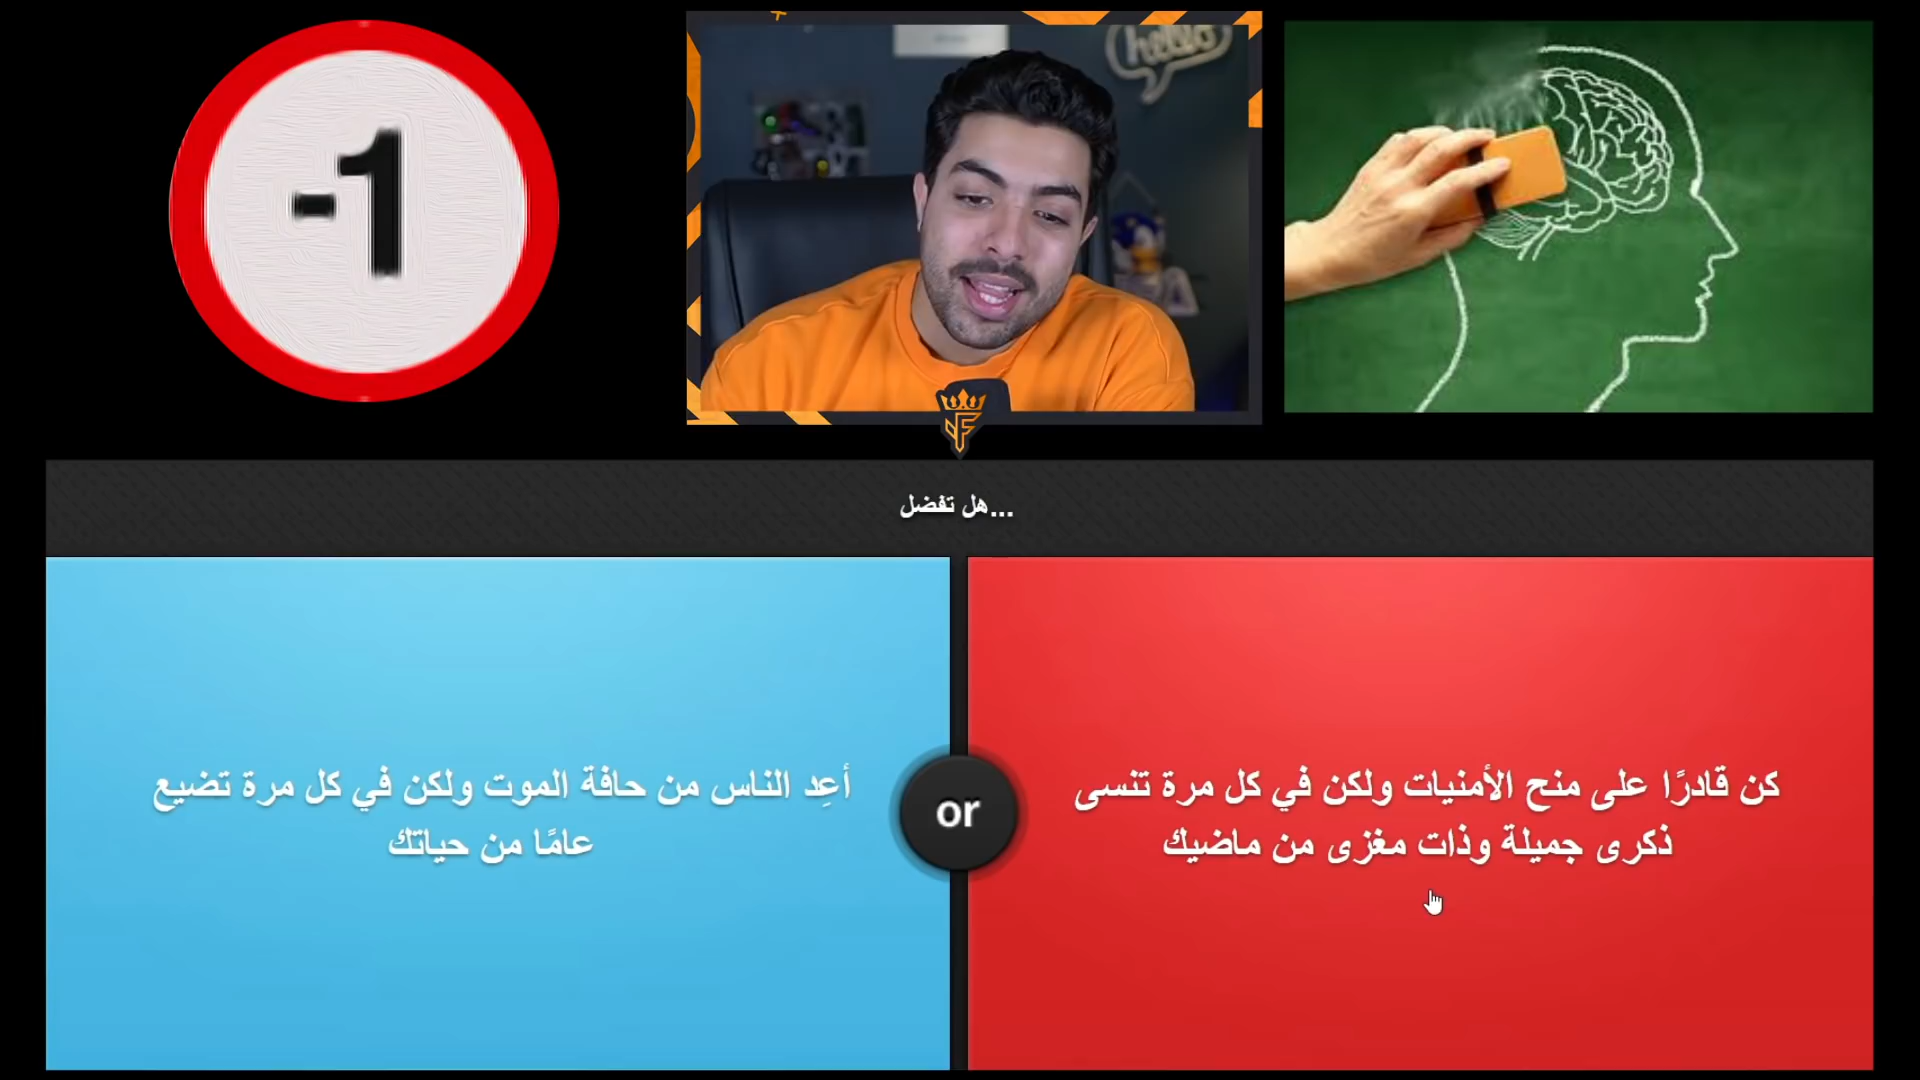 -1
hello
هل تفضل...
أعِد الناس من حافة الموت ولكن في كل مرة تضيع
عامًا من حياتك
or
كن قادرًا على منح الأمنيات ولكن في كل مرة تنسى
ذكرى جميلة وذات مغزى من ماضيك